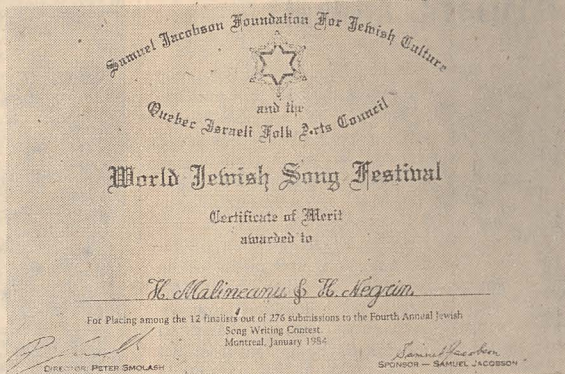 Samuel Jacobson Foundation For Jewish Culture
and the
Quebec Israeli Folk Arts Council
World Jewish Song Festival
Certificate of Merit
awarded to
H. Malineanu & H. Negrin
For Placing among the 12 finalists out of 276 submissions to the Fourth Annual Jewish
Song Writing Contest
Montreal, January 1984
Samuel Jacobson
DIRECTOR: PETER SMOLASH
SPONSOR — SAMUEL JACOBSON